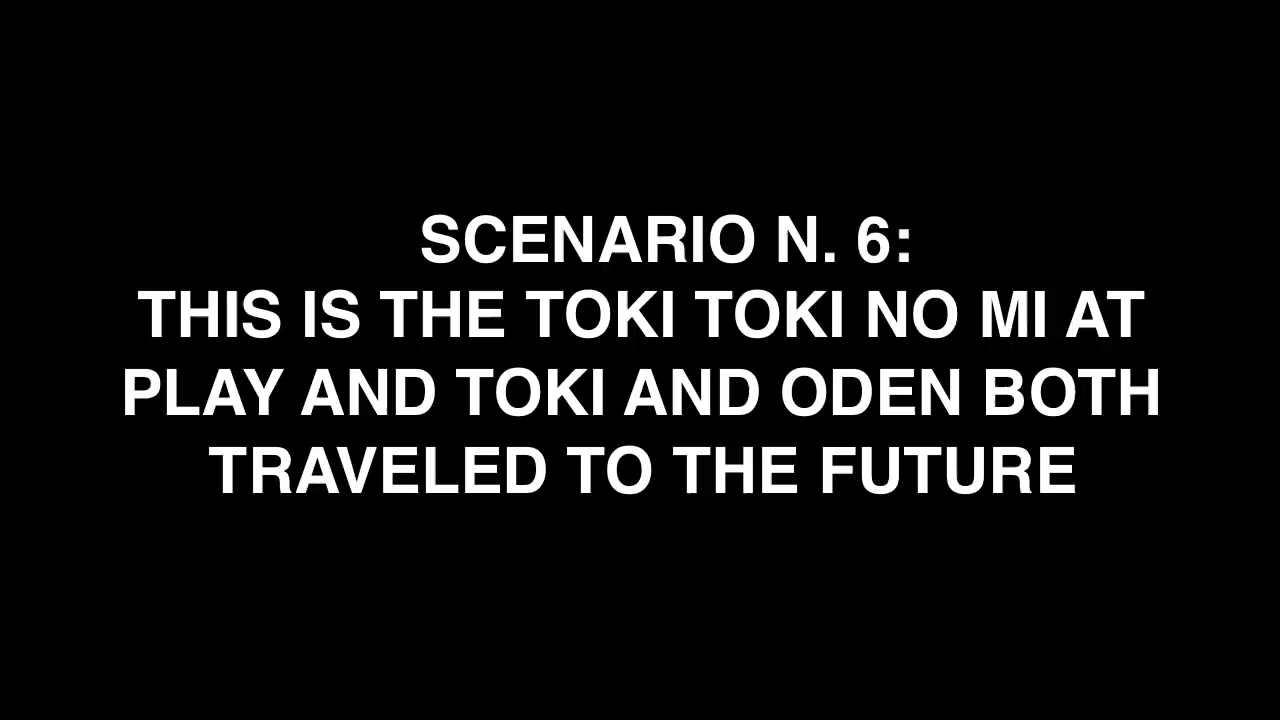 SCENARIO N. 6:
THIS IS THE TOKI TOKI NO MI AT
PLAY AND TOKI AND ODEN BOTH
TRAVELED TO THE FUTURE